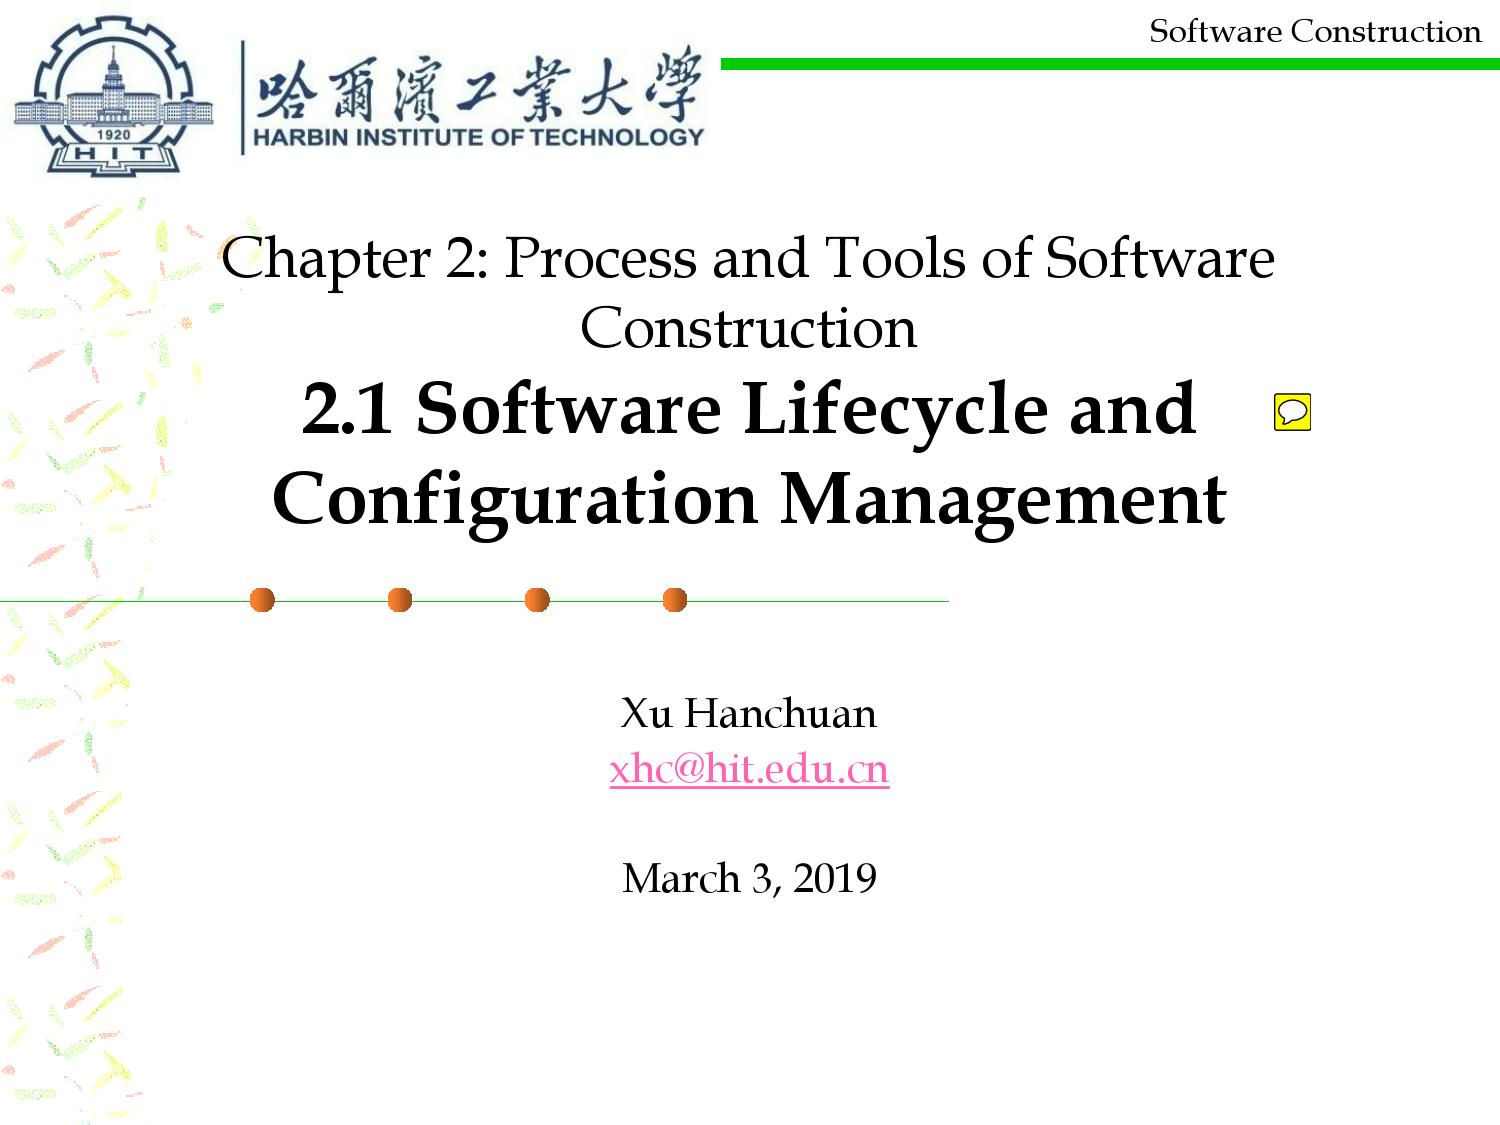 Software Construction
哈爾濱工業大學
HARBIN INSTITUTE OF TECHNOLOGY
1920
HIT
Chapter 2: Process and Tools of Software
Construction
2.1 Software Lifecycle and
Configuration Management
Xu Hanchuan
xhc@hit.edu.cn
March 3, 2019